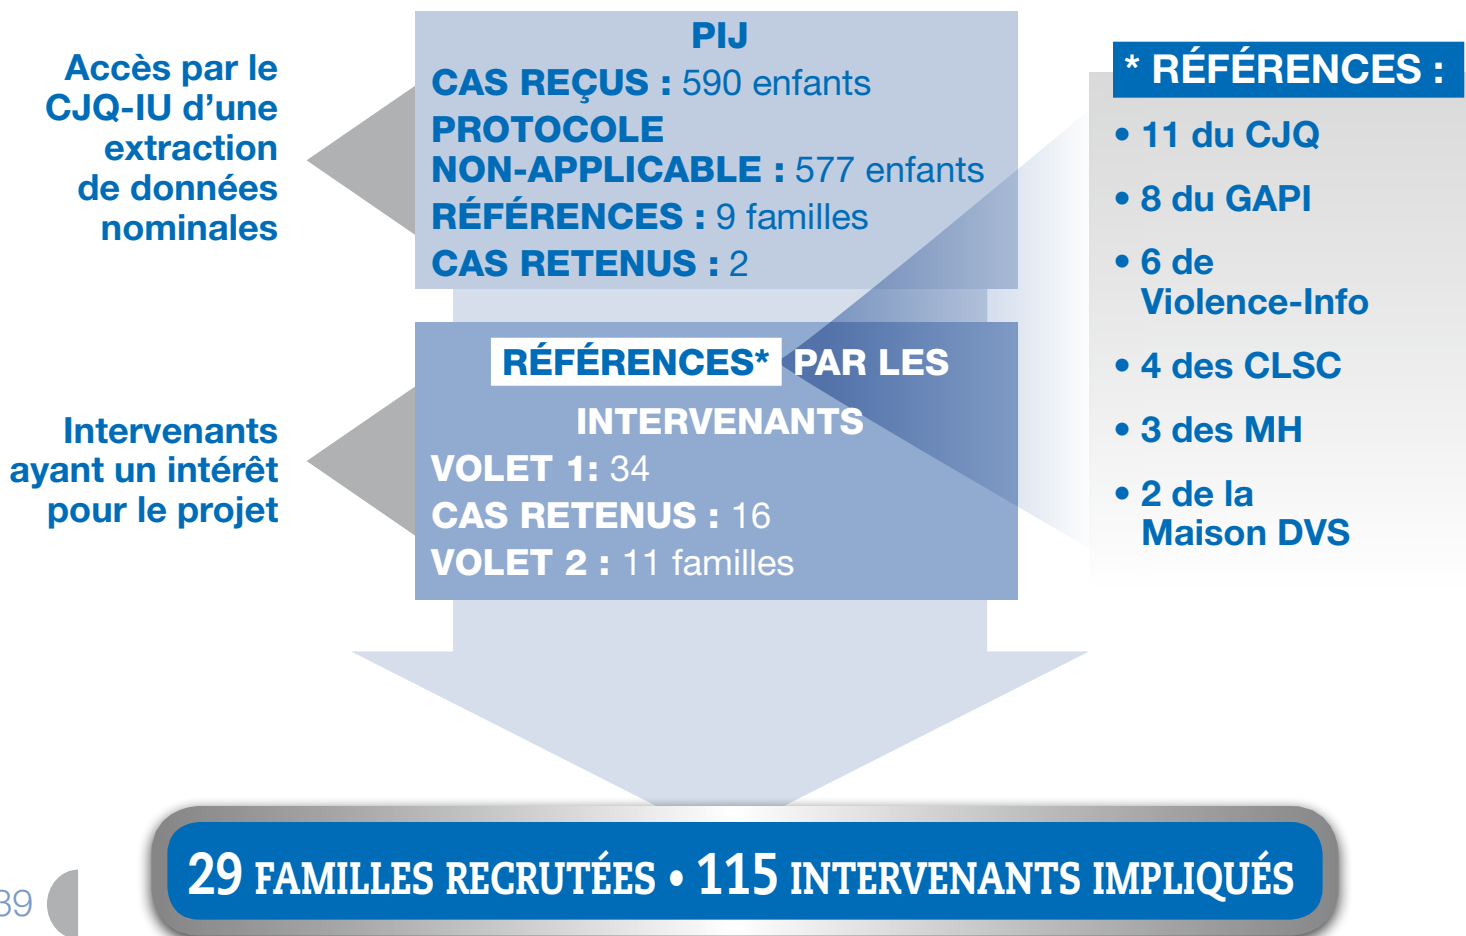 Accès par le
CJQ-IU d'une
extraction
de données
nominales
PIJ
CAS REÇUS : 590 enfants
PROTOCOLE
NON-APPLICABLE : 577 enfants
RÉFÉRENCES : 9 familles
CAS RETENUS : 2
Intervenants
ayant un intérêt
pour le projet
RÉFÉRENCES* PAR LES
INTERVENANTS
VOLET 1: 34
CAS RETENUS : 16
VOLET 2 : 11 familles
* RÉFÉRENCES :
• 11 du CJQ
• 8 du GAPI
• 6 de
Violence-Info
• 4 des CLSC
• 3 des MH
• 2 de la
Maison DVS
29 FAMILLES RECRUTÉES • 115 INTERVENANTS IMPLIQUÉS
39